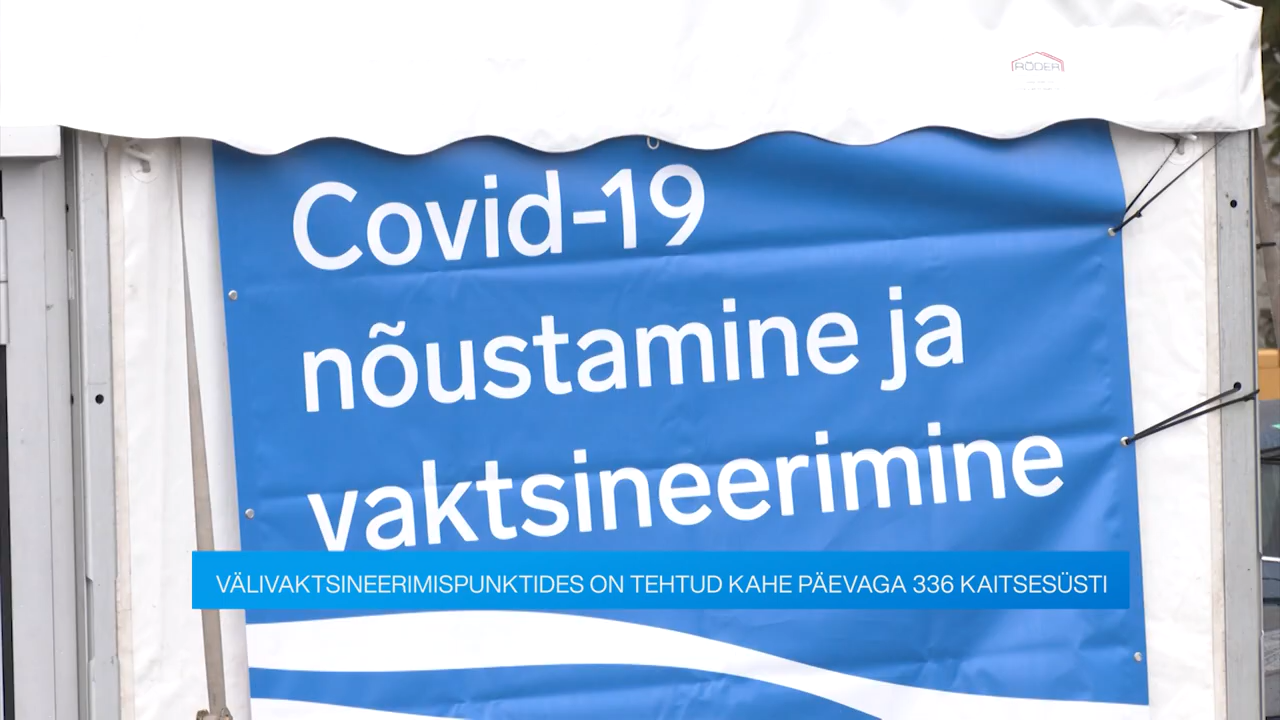 RÖDER
Covid-19
nõustamine ja
vaktsineerimine
VÄLIVAKTSINEERIMISPUNKTIDES ON TEHTUD KAHE PÄEVAGA 336 KAITSESÜSTI